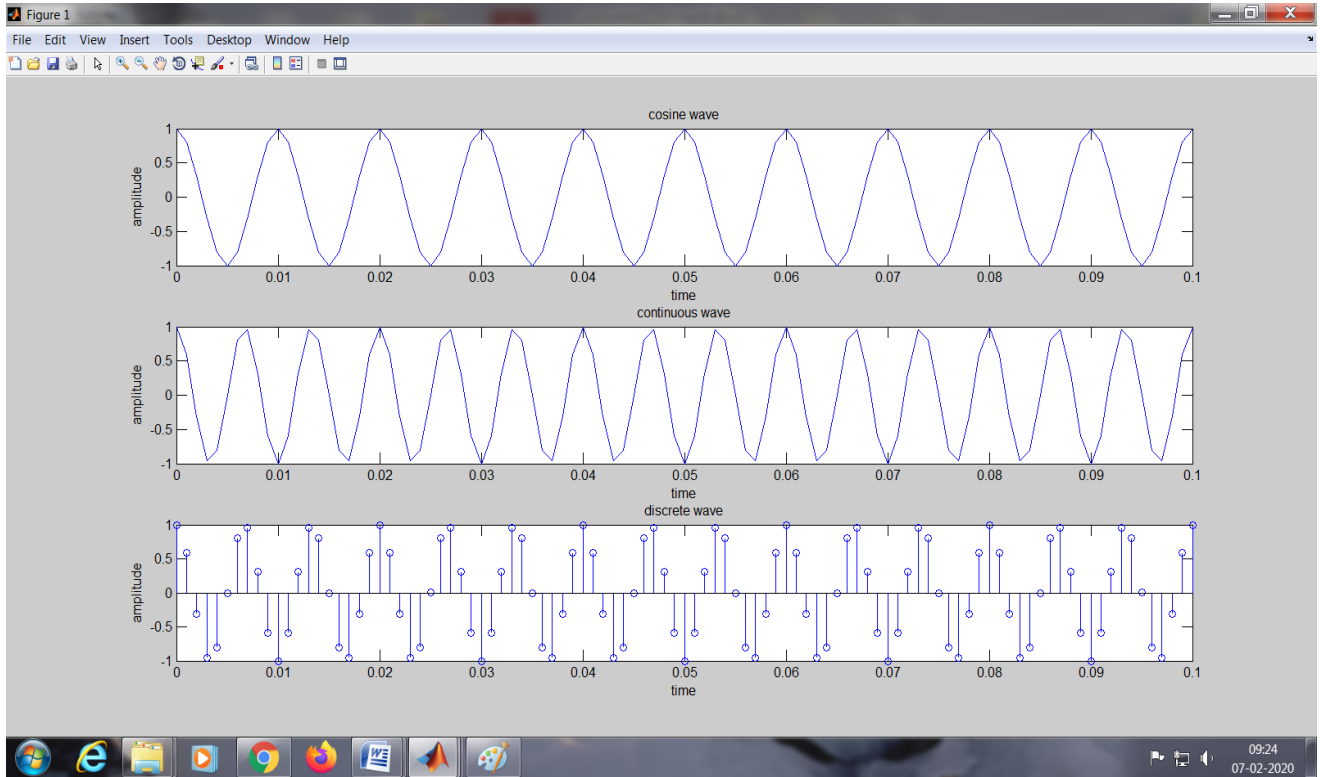 Figure 1
File Edit View Insert Tools Desktop Window Help
cosine wave
1
0.5
0
-0.5
-1
amplitude
0 0.01 0.02 0.03 0.04 0.05 0.06 0.07 0.08 0.09 0.1
time
continuous wave
1
0.5
0
-0.5
-1
amplitude
0 0.01 0.02 0.03 0.04 0.05 0.06 0.07 0.08 0.09 0.1
time
discrete wave
1
0.5
0
-0.5
-1
amplitude
0 0.01 0.02 0.03 0.04 0.05 0.06 0.07 0.08 0.09 0.1
time
09:24
07-02-2020